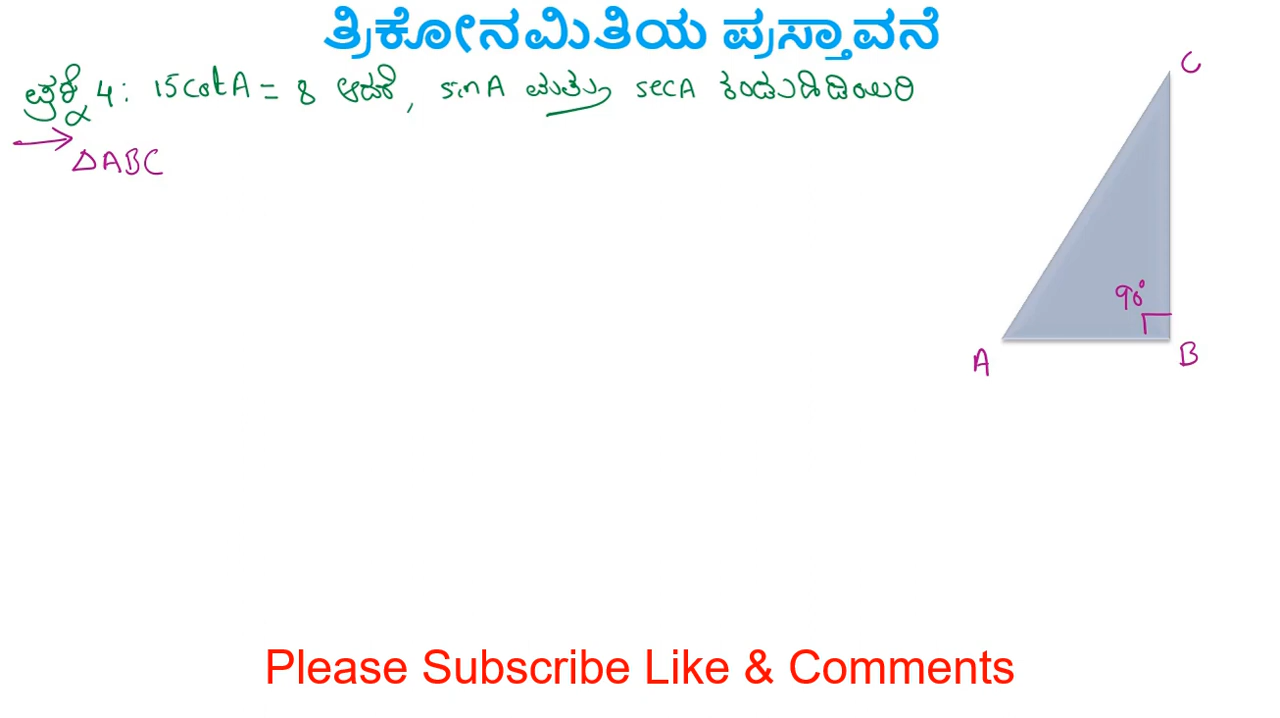 ತ್ರಿಕೋನಮಿತಿಯ ಪ್ರಸ್ತಾವನೆ
ಪ್ರಶ್ನೆ 4: 15cotA = 8 ಆದರೆ, sinA ಮತ್ತು secA ಕಂಡುಹಿಡಿಯಿರಿ
ΔABC
C
90°
A
B
Please Subscribe Like & Comments